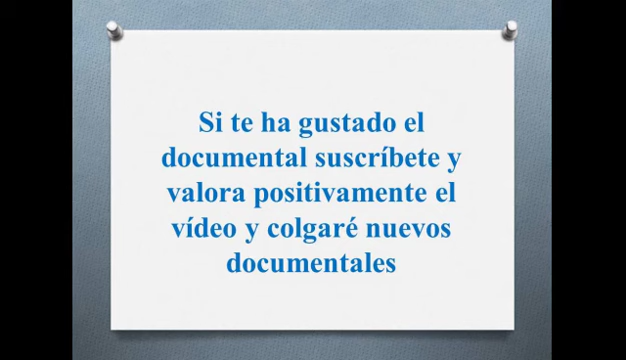 Si te ha gustado el
documental suscríbete y
valora positivamente el
vídeo y colgaré nuevos
documentales